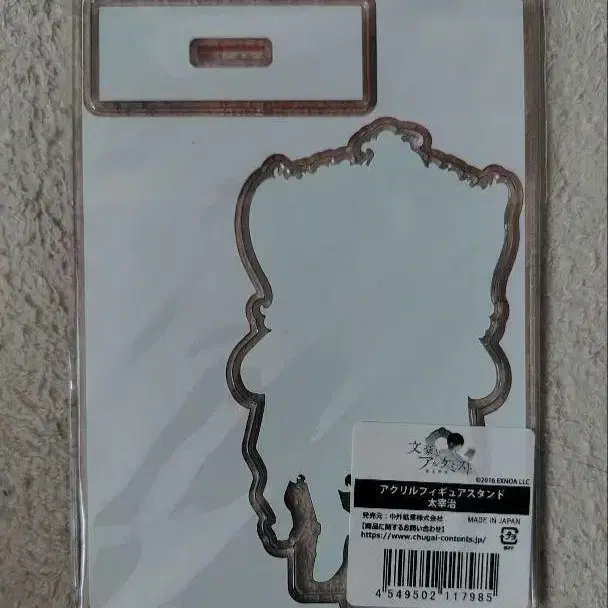 文豪と
アルケミスト
©2016 EXNOA LLC
アクリルフィギュアスタンド
太宰治
発売元：中外鉱業株式会社
MADE IN JAPAN
【商品に関するお問い合わせ】
https://www.chugai-contents.jp/
4 549502 117985